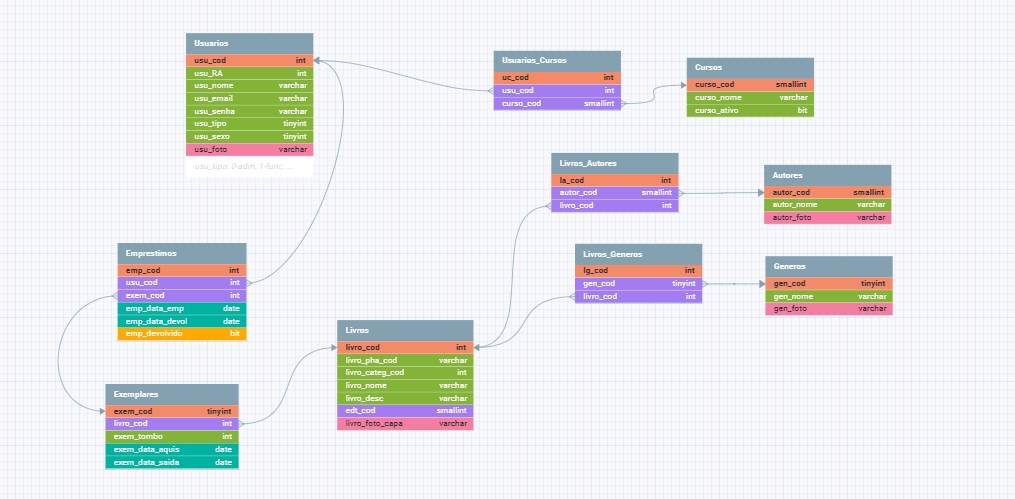 Usuarios
usu_cod int
usu_RA int
usu_nome varchar
usu_email varchar
usu_senha varchar
usu_tipo tinyint
usu_sexo tinyint
usu_foto varchar
usu_tipo: 0-adm, 1-func, ...
Usuarios_Cursos
uc_cod int
usu_cod int
curso_cod smallint
Cursos
curso_cod smallint
curso_nome varchar
curso_ativo bit
Livros_Autores
la_cod int
autor_cod smallint
livro_cod int
Autores
autor_cod smallint
autor_nome varchar
autor_foto varchar
Emprestimos
emp_cod int
usu_cod int
exem_cod int
emp_data_emp date
emp_data_devol date
emp_devolvido bit
Livros_Generos
lg_cod int
gen_cod tinyint
livro_cod int
Generos
gen_cod tinyint
gen_nome varchar
gen_foto varchar
Livros
livro_cod int
livro_pha_cod varchar
livro_categ_cod int
livro_nome varchar
livro_desc varchar
edt_cod smallint
livro_foto_capa varchar
Exemplares
exem_cod tinyint
livro_cod int
exem_tombo int
exem_data_aquis date
exem_data_saida date